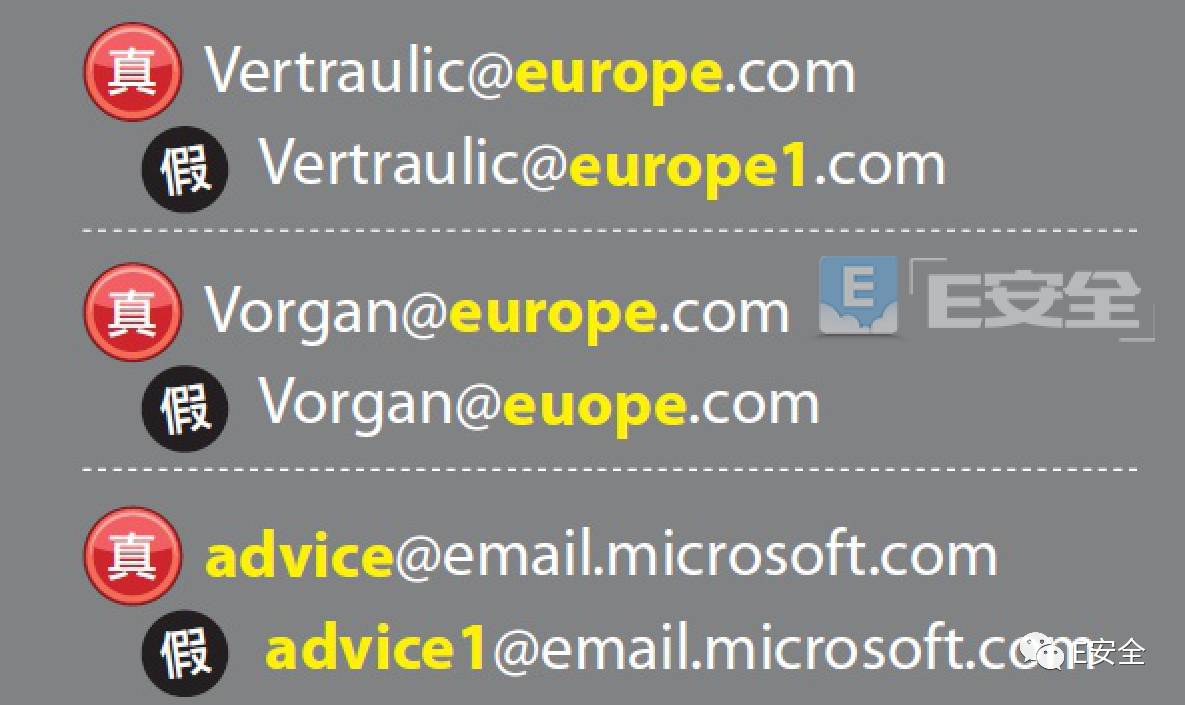 真 Vertraulic@europe.com
假 Vertraulic@europe1.com
真 Vorgan@europe.com
E 「E安全」
假 Vorgan@euope.com
真 advice@email.microsoft.com
假 advice1@email.microsoft.com
E安全